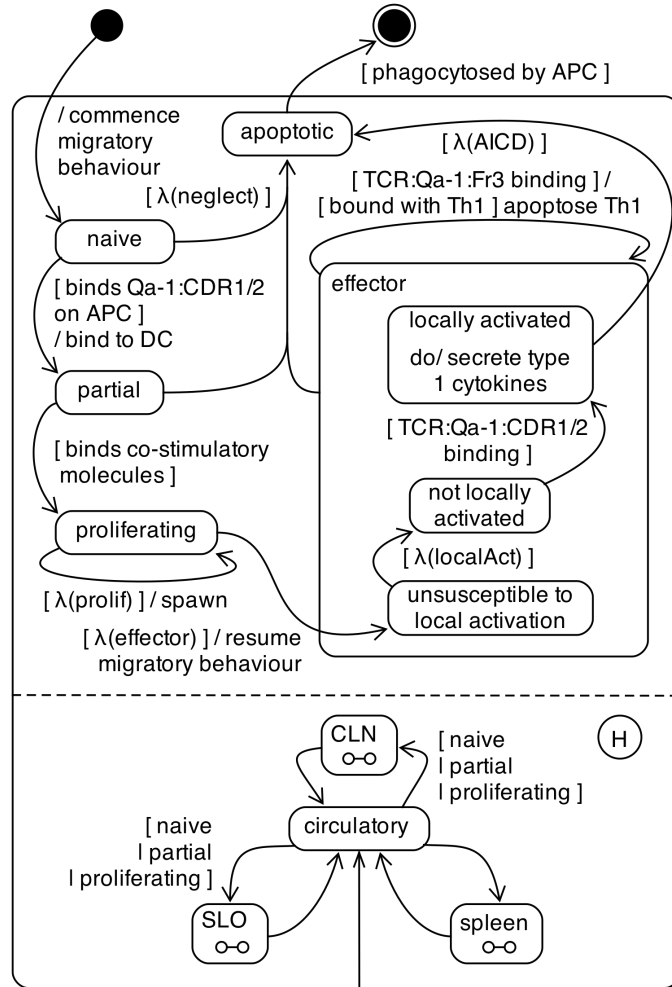 [ phagocytosed by APC ]
/ commence
migratory
behaviour
apoptotic
[ λ(AICD) ]
[ λ(neglect) ]
[ TCR:Qa-1:Fr3 binding ] /
[ bound with Th1 ] apoptose Th1
naive
effector
[ binds Qa-1:CDR1/2
on APC ]
/ bind to DC
locally activated
do/ secrete type
1 cytokines
partial
[ TCR:Qa-1:CDR1/2
binding ]
[ binds co-stimulatory
molecules ]
not locally
activated
proliferating
[ λ(localAct) ]
[ λ(prolif) ] / spawn
unsusceptible to
local activation
[ λ(effector) ] / resume
migratory behaviour
CLN
[ naive
| partial
| proliferating ]
H
circulatory
[ naive
| partial
| proliferating ]
SLO
spleen